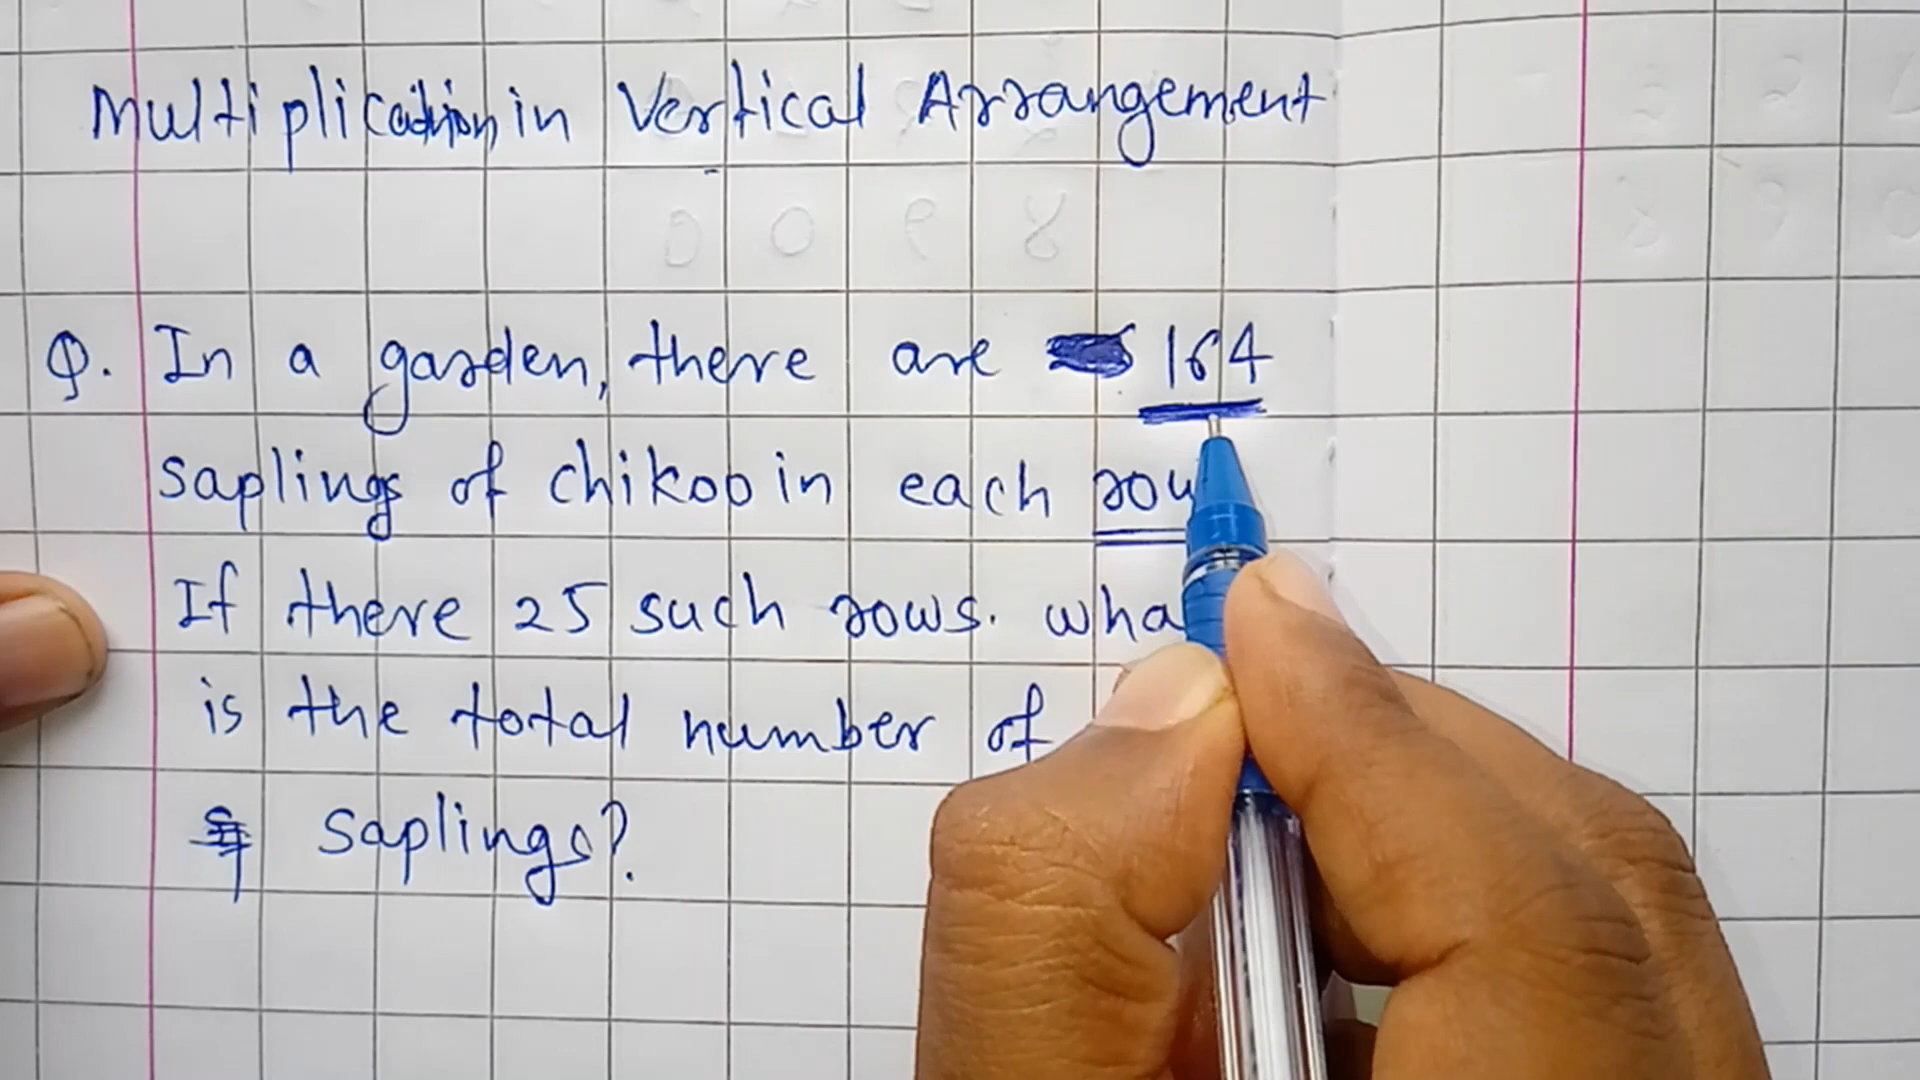 Multiplication in Vertical Arrangement
Q. In a garden, there are 164
saplings of chikoo in each row
If there 25 such rows. wha
is the total number of
saplings?